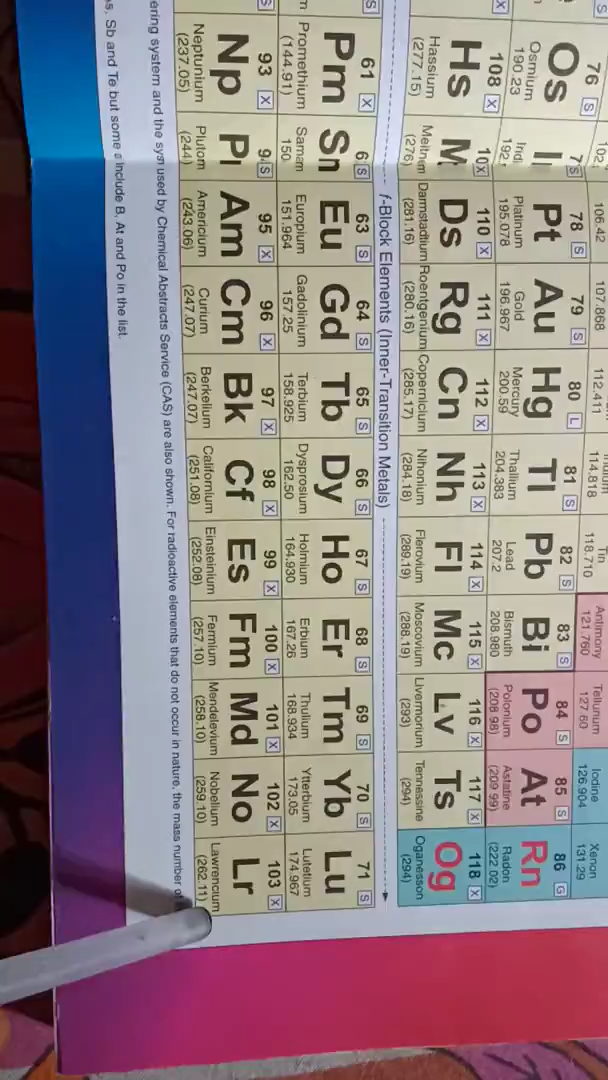 76 S
Os
Osmium
190.23
78 S
Pt
Platinum
195.078
79 S
Au
Gold
196.967
80 L
Hg
Mercury
200.59
81 S
Tl
Thallium
204.383
82 S
Pb
Lead
207.2
83 S
Bi
Bismuth
208.980
84 S
Po
Polonium
(208.98)
85 S
At
Astatine
(209.99)
86 G
Rn
Radon
(222.02)
106.42
107.868
112.411
114.818
Tin
118.710
Antimony
121.760
Tellurium
127.60
Iodine
126.904
Xenon
131.29
108 X
Hs
Hassium
(277.15)
M
(276)
110 X
Ds
Darmstadtium
(281.16)
111 X
Rg
Roentgenium
(280.16)
112 X
Cn
Copernicium
(285.17)
113 X
Nh
Nihonium
(284.18)
114 X
Fl
Flerovium
(289.19)
115 X
Mc
Moscovium
(288.19)
116 X
Lv
Livermorium
(293)
117 X
Ts
Tennessine
(294)
118 X
Og
Oganesson
(294)
f-Block Elements (Inner-Transition Metals)
61 X
Pm
Promethium
(144.91)
63 S
Eu
Europium
151.964
64 S
Gd
Gadolinium
157.25
65 S
Tb
Terbium
158.925
66 S
Dy
Dysprosium
162.50
67 S
Ho
Holmium
164.930
68 S
Er
Erbium
167.26
69 S
Tm
Thulium
168.934
70 S
Yb
Ytterbium
173.05
71 S
Lu
Lutetium
174.967
93 X
Np
Neptunium
(237.05)
(244)
95 X
Am
Americium
(243.06)
96 X
Cm
Curium
(247.07)
97 X
Bk
Berkelium
(247.07)
98 X
Cf
Californium
(251.08)
99 X
Es
Einsteinium
(252.08)
100 X
Fm
Fermium
(257.10)
101 X
Md
Mendelevium
(258.10)
102 X
No
Nobelium
(259.10)
103 X
Lr
Lawrencium
(262.11)
ering system and the used by Chemical Abstracts Service (CAS) are also shown. For radioactive elements that do not occur in nature, the mass number
Sb and Te but some include B, At and Po in the list.